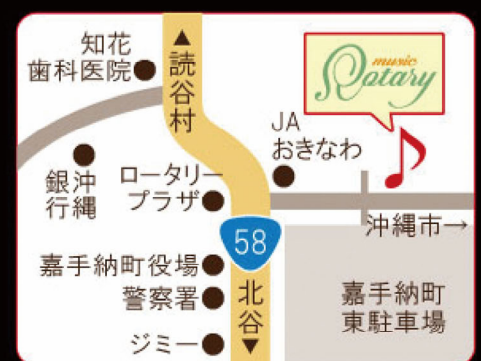 知花
歯科医院
▲読谷村
music
Rotary
JA
おきなわ
沖縄
銀行
ロータリー
プラザ
沖縄市→
58
嘉手納町役場
警察署
ジミー
北谷▼
嘉手納町
東駐車場